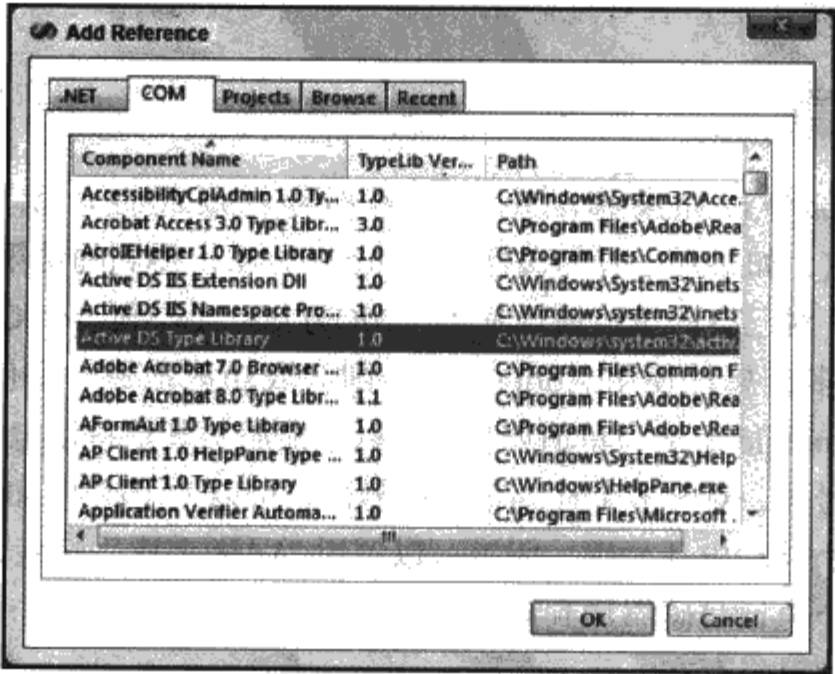 Add Reference
.NET COM Projects Browse Recent
Component Name TypeLib Ver... Path
AccessibilityCplAdmin 1.0 Ty... 1.0 C:\Windows\System32\Acce.
Acrobat Access 3.0 Type Libr... 3.0 C:\Program Files\Adobe\Rea
AcroIEHelper 1.0 Type Library 1.0 C:\Program Files\Common F
Active DS IIS Extension Dll 1.0 C:\Windows\System32\inets
Active DS IIS Namespace Pro... 1.0 C:\Windows\system32\inets
Active DS Type Library 1.0 C:\Windows\system32\activ
Adobe Acrobat 7.0 Browser ... 1.0 C:\Program Files\Common F
Adobe Acrobat 8.0 Type Libr... 1.1 C:\Program Files\Adobe\Rea
AFormAut 1.0 Type Library 1.0 C:\Program Files\Adobe\Rea
AP Client 1.0 HelpPane Type ... 1.0 C:\Windows\System32\Help
AP Client 1.0 Type Library 1.0 C:\Windows\HelpPane.exe
Application Verifier Automa... 1.0 C:\Program Files\Microsoft .
OK Cancel